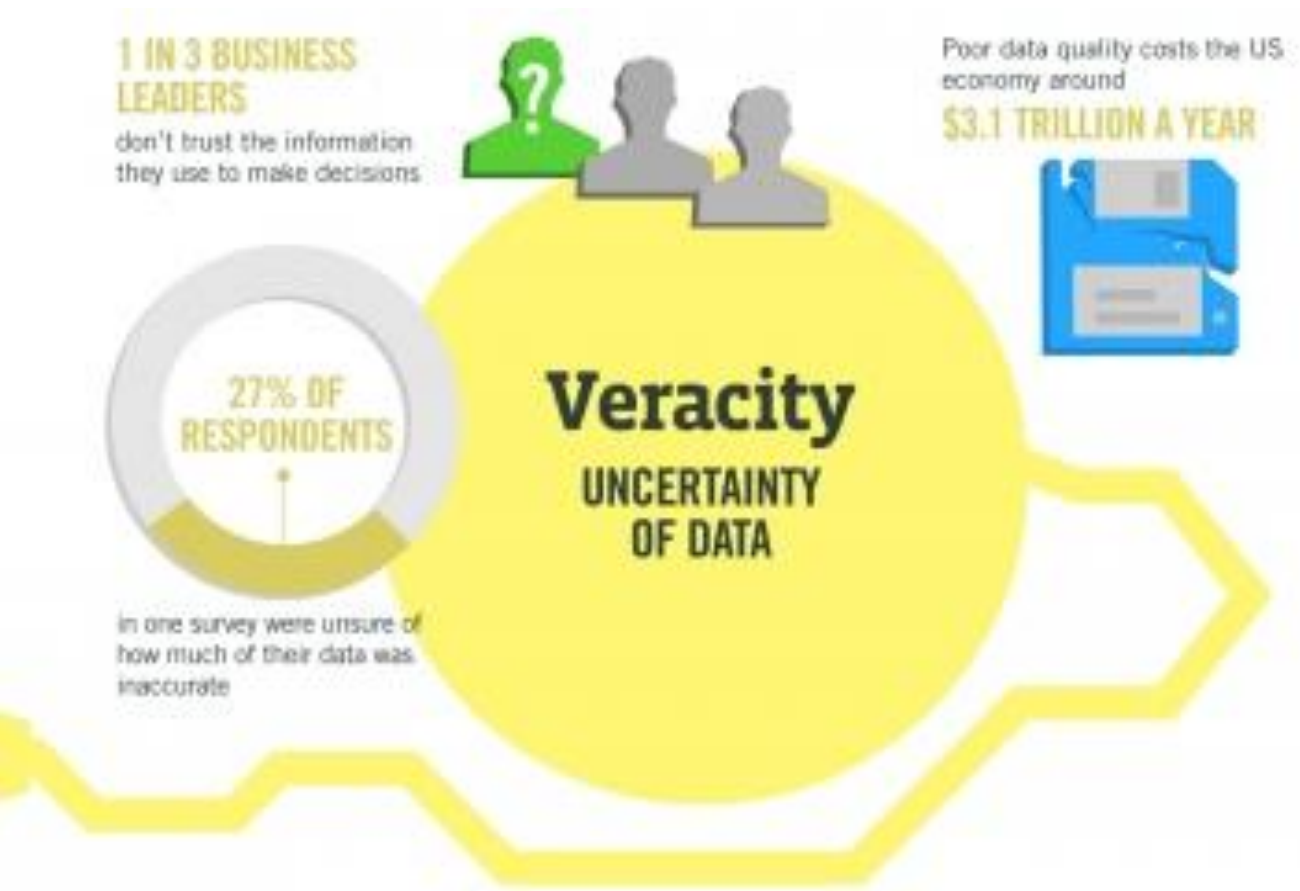 1 IN 3 BUSINESS
LEADERS
don't trust the information
they use to make decisions
?
Poor data quality costs the US
economy around
$3.1 TRILLION A YEAR
27% OF
RESPONDENTS
in one survey were unsure of
how much of their data was
inaccurate
Veracity
UNCERTAINTY
OF DATA